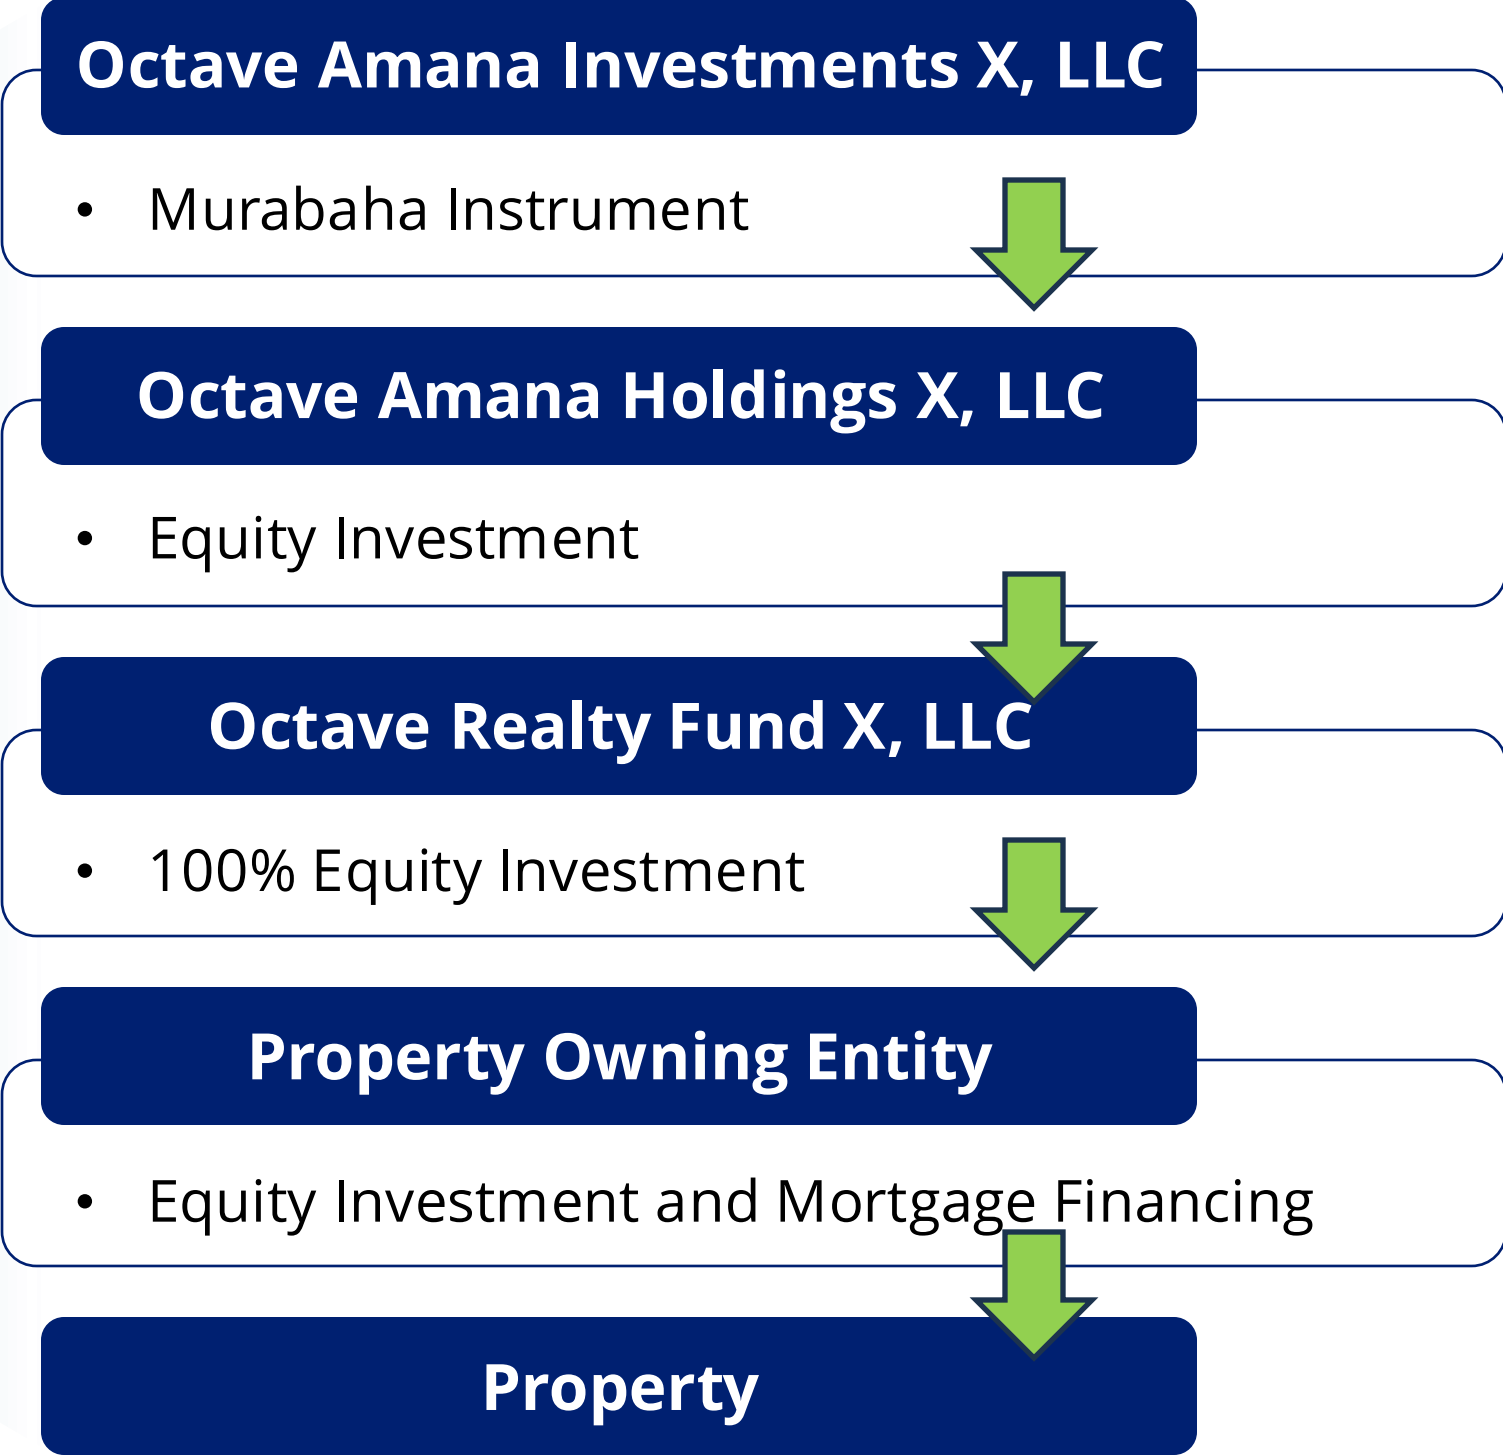 Octave Amana Investments X, LLC
• Murabaha Instrument
Octave Amana Holdings X, LLC
• Equity Investment
Octave Realty Fund X, LLC
• 100% Equity Investment
Property Owning Entity
• Equity Investment and Mortgage Financing
Property